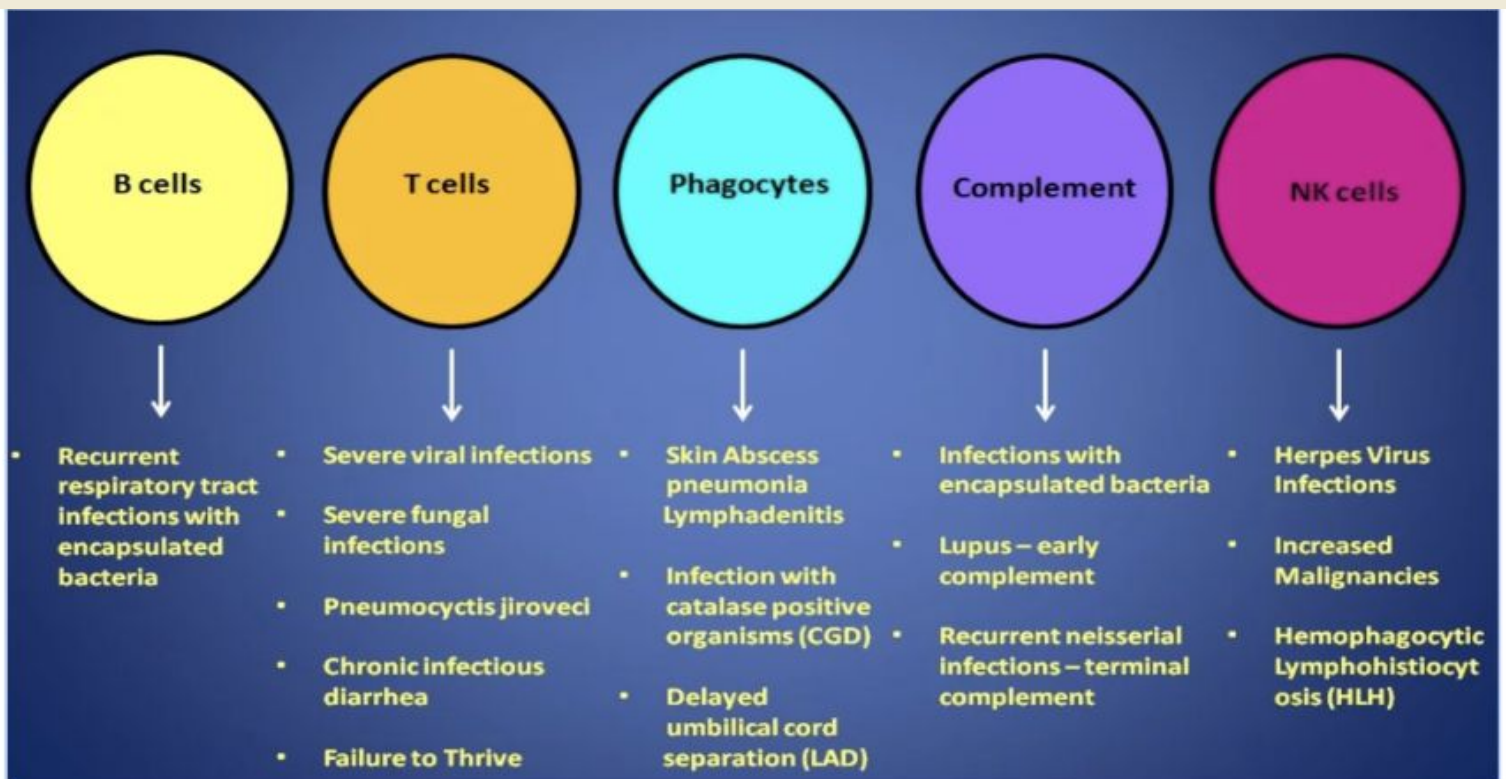 B cells
T cells
Phagocytes
Complement
NK cells
▪ Recurrent
respiratory tract
infections with
encapsulated
bacteria
▪ Severe viral infections
▪ Severe fungal
infections
▪ Pneumocyctis jiroveci
▪ Chronic infectious
diarrhea
▪ Failure to Thrive
▪ Skin Abscess
pneumonia
Lymphadenitis
▪ Infection with
catalase positive
organisms (CGD)
▪ Delayed
umbilical cord
separation (LAD)
▪ Infections with
encapsulated bacteria
▪ Lupus – early
complement
▪ Recurrent neisserial
infections – terminal
complement
▪ Herpes Virus
Infections
▪ Increased
Malignancies
▪ Hemophagocytic
Lymphohistiocyt
osis (HLH)